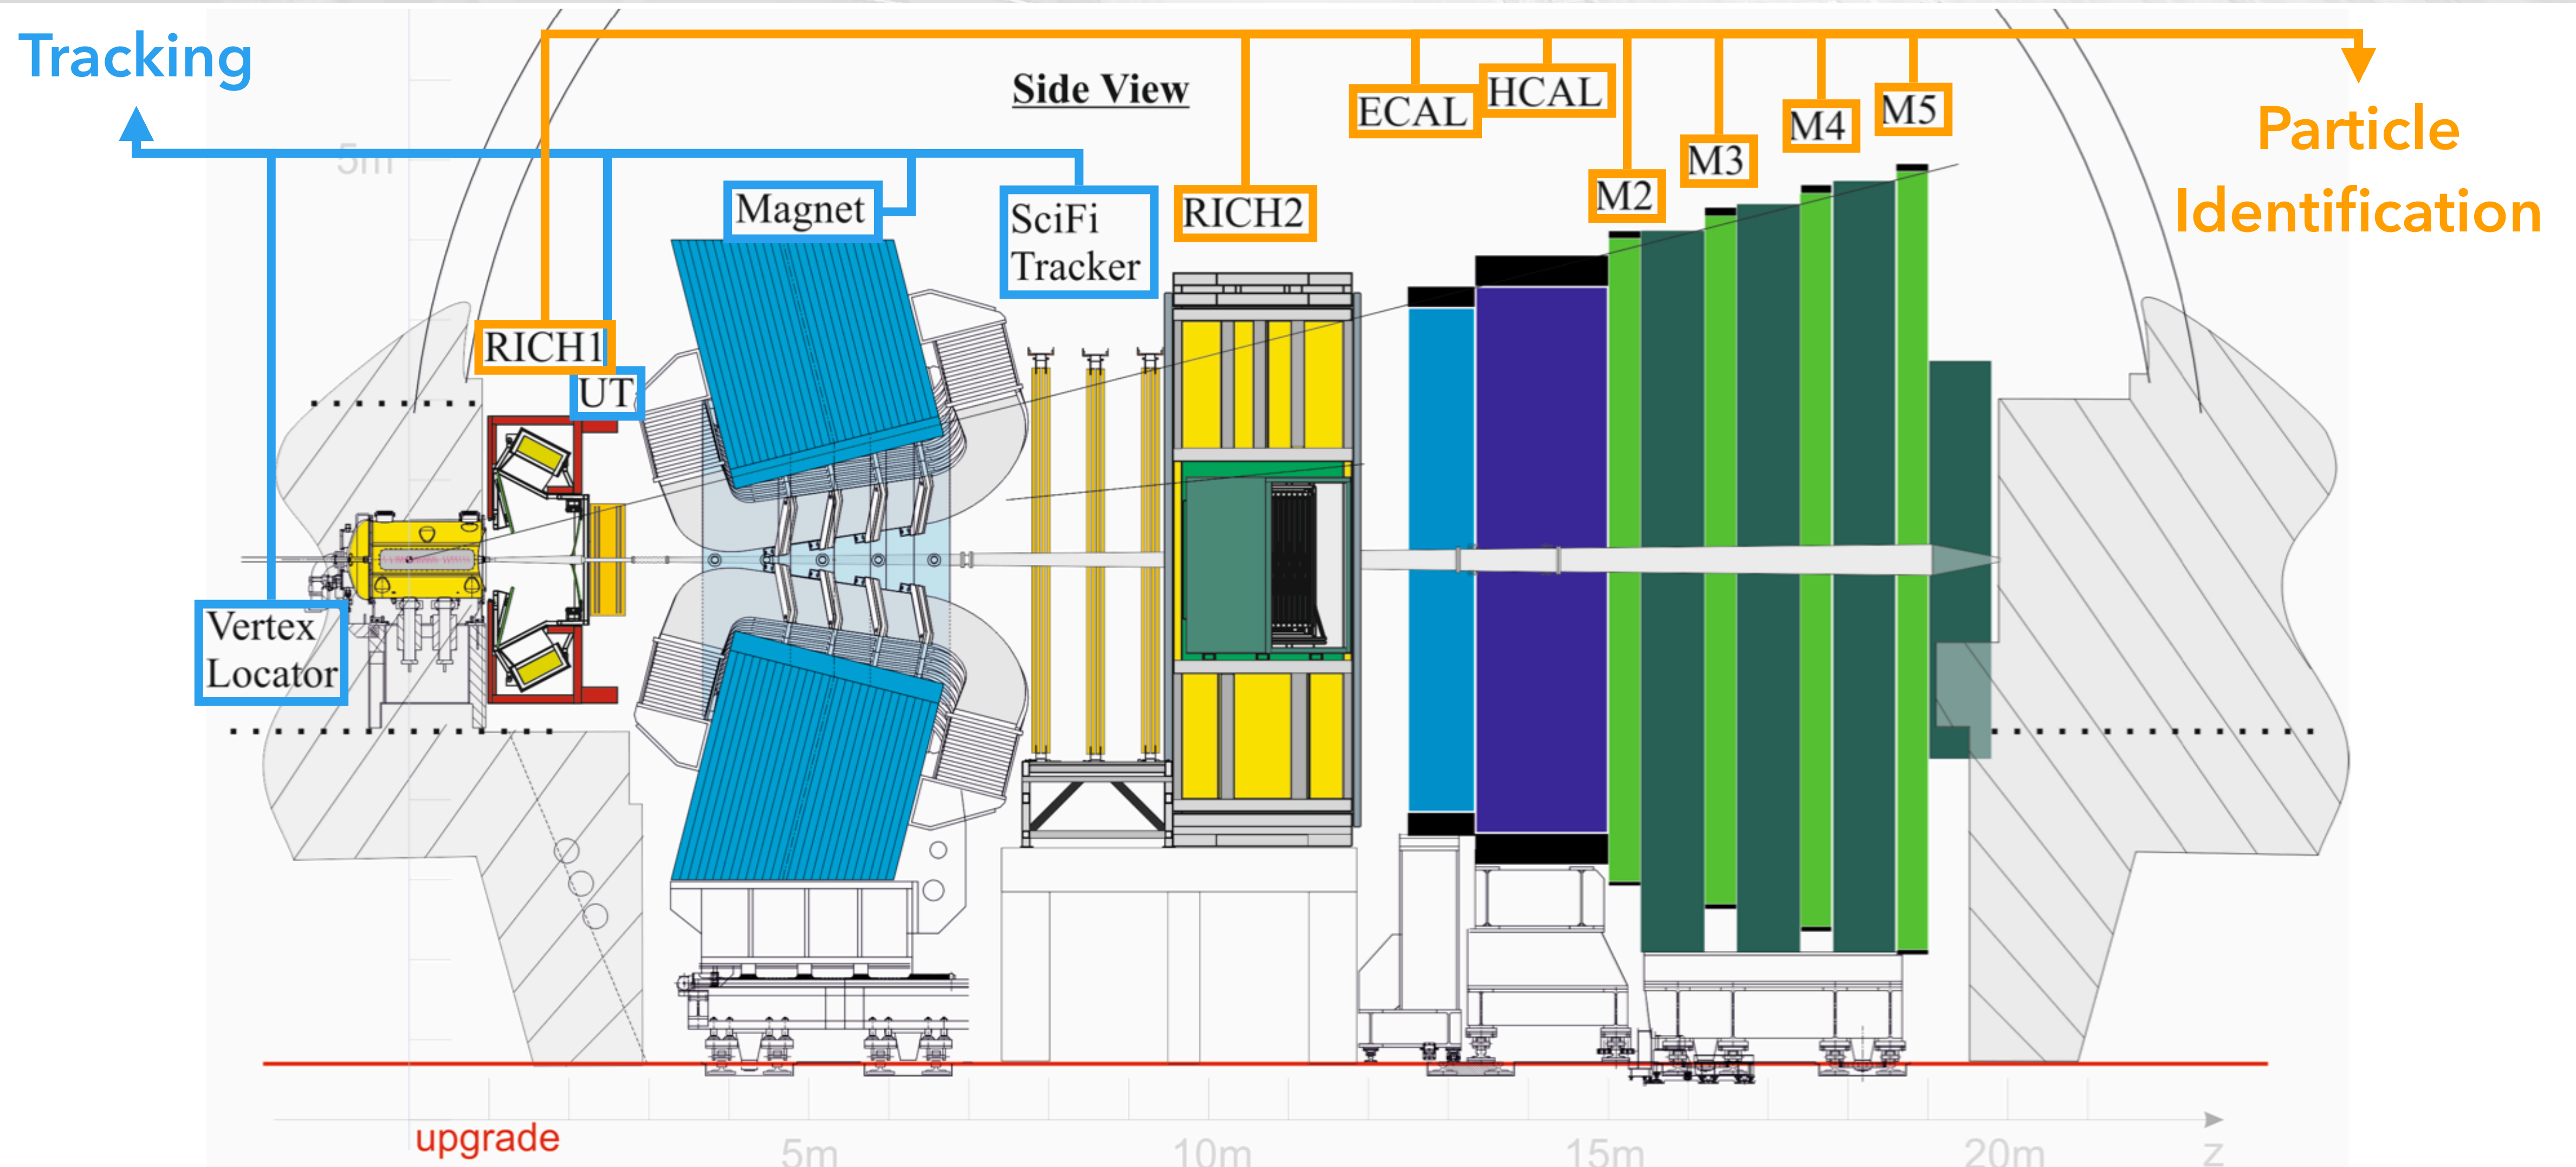 Tracking
Side View
ECAL
HCAL
M5
M4
M3
M2
Particle
Identification
5m
Magnet
SciFi
Tracker
RICH2
RICH1
UT
Vertex
Locator
upgrade
5m
10m
15m
20m
z